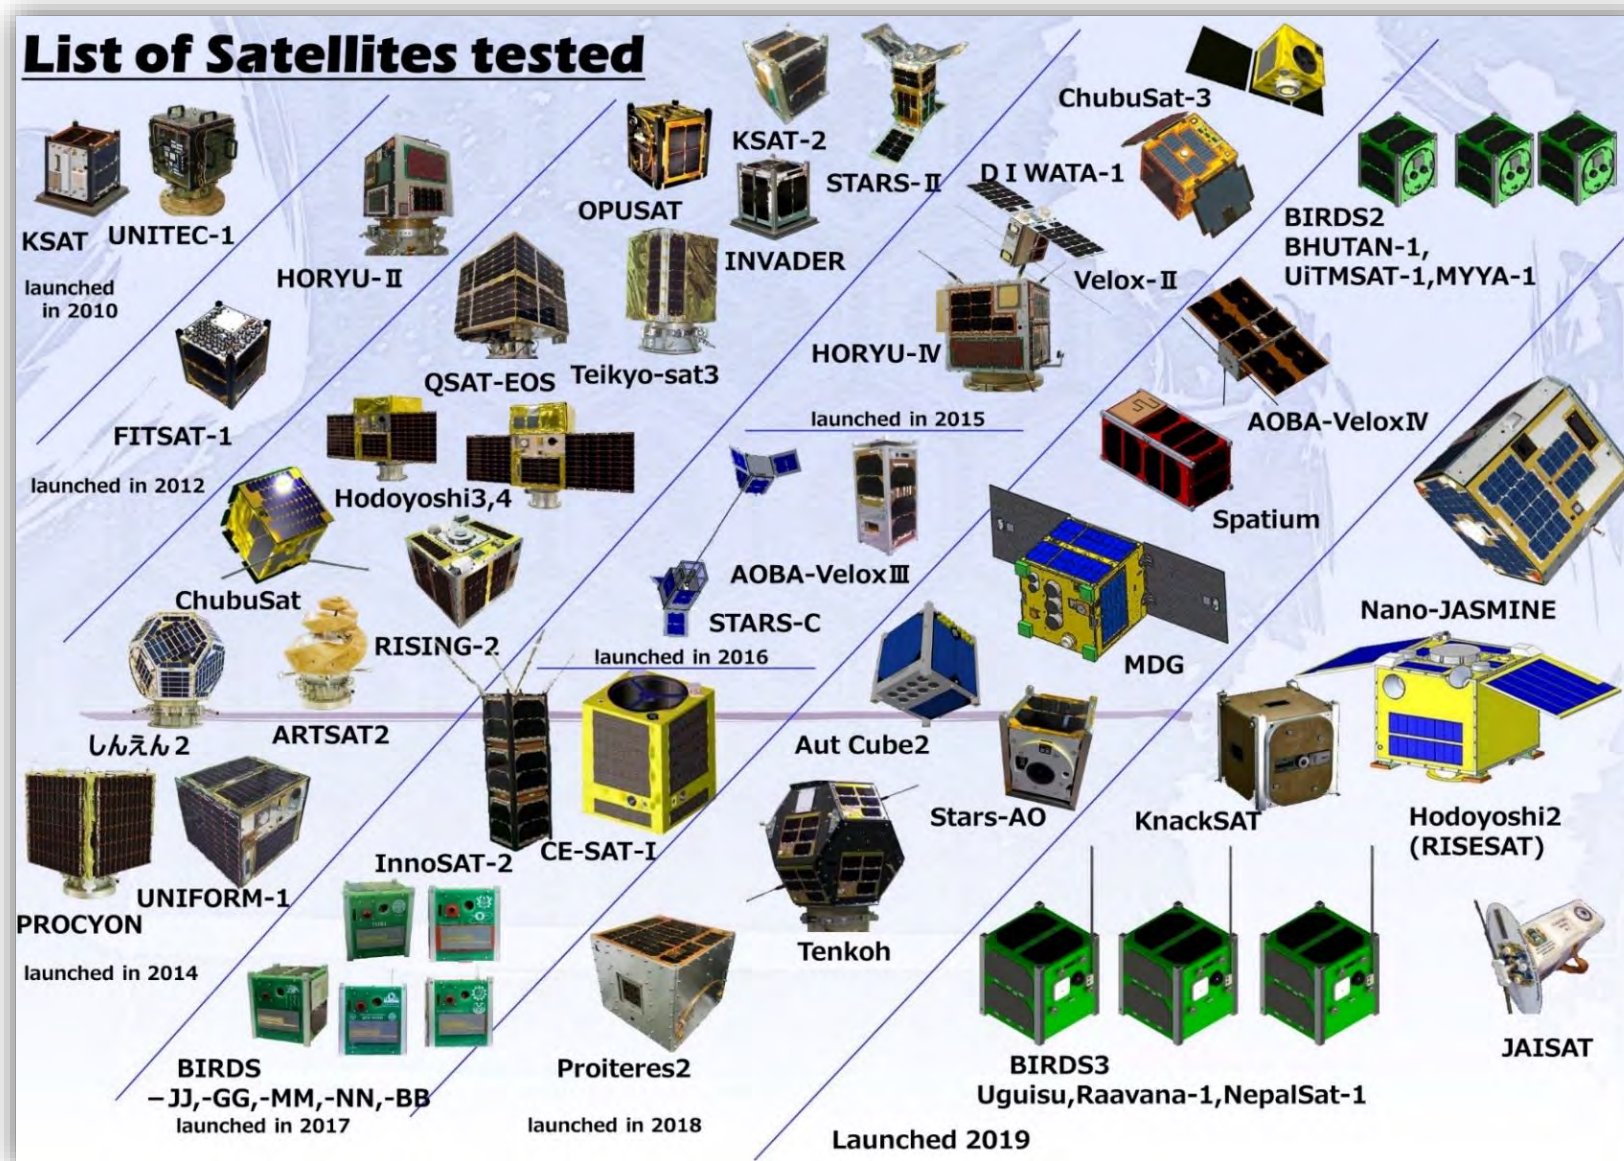 List of Satellites tested
KSAT
UNITEC-1
launched
in 2010
HORYU-Ⅱ
FITSAT-1
launched in 2012
OPUSAT
KSAT-2
STARS-Ⅱ
INVADER
QSAT-EOS
Teikyo-sat3
Hodoyoshi3,4
ChubuSat
RISING-2
しんえん2
ARTSAT2
PROCYON
UNIFORM-1
launched in 2014
ChubuSat-3
D I WATA-1
Velox-Ⅱ
HORYU-Ⅳ
launched in 2015
AOBA-VeloxⅢ
STARS-C
launched in 2016
InnoSAT-2
CE-SAT-I
BIRDS
－JJ,-GG,-MM,-NN,-BB
launched in 2017
BIRDS2
BHUTAN-1,
UiTMSAT-1,MYYA-1
AOBA-VeloxⅣ
Spatium
MDG
Aut Cube2
Stars-AO
Tenkoh
Proiteres2
launched in 2018
Nano-JASMINE
KnackSAT
Hodoyoshi2
(RISESAT)
BIRDS3
Uguisu,Raavana-1,NepalSat-1
JAISAT
Launched 2019